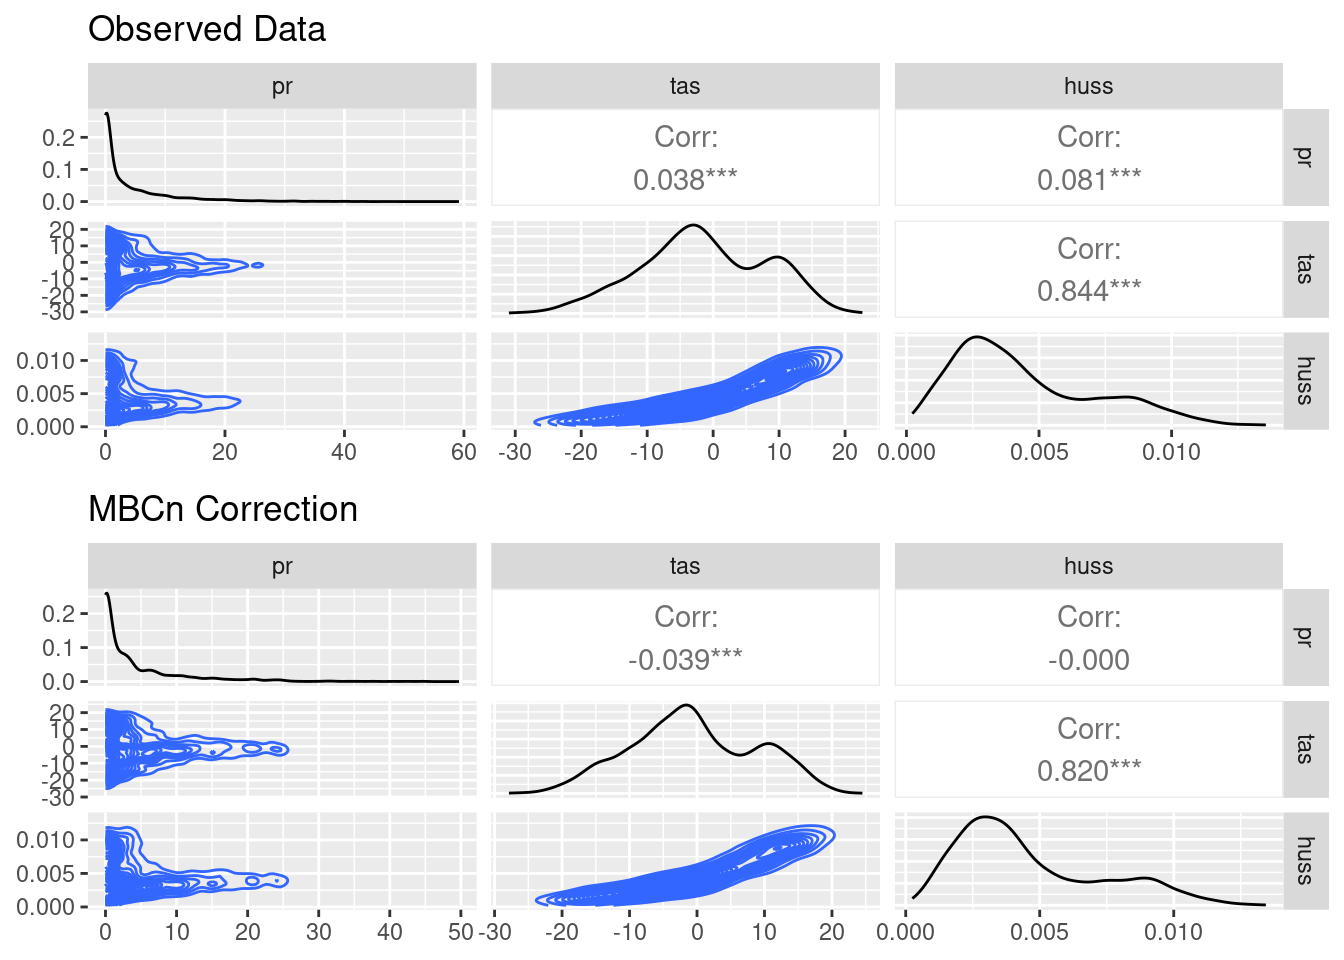 Observed Data
pr tas huss
0.2 0.1 0.0
Corr: 0.038***
Corr: 0.081***
pr
20 10 0 -10 -20 -30
Corr: 0.844***
tas
0.010 0.005 0.000
huss
0 20 40 60 -30 -20 -10 0 10 20 0.000 0.005 0.010
MBCn Correction
pr tas huss
0.2 0.1 0.0
Corr: -0.039***
Corr: -0.000
pr
20 10 0 -10 -20 -30
Corr: 0.820***
tas
0.010 0.005 0.000
huss
0 10 20 30 40 50 -30 -20 -10 0 10 20 0.000 0.005 0.010